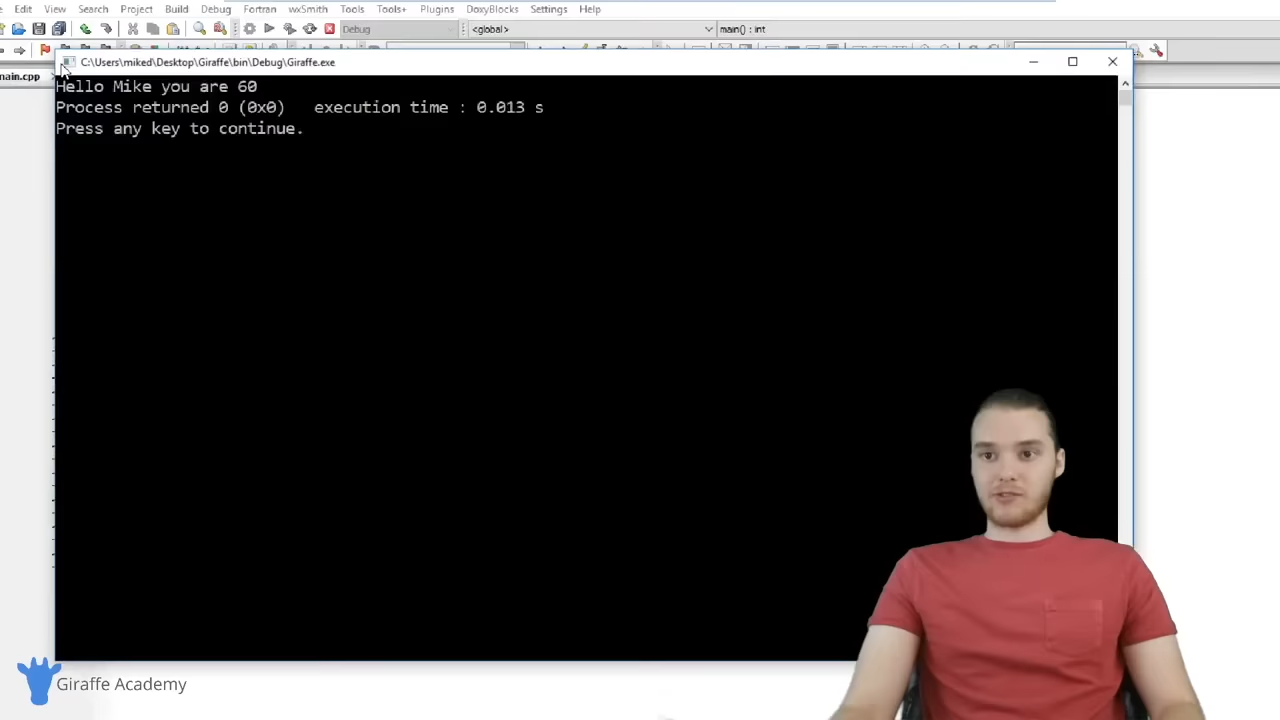 Edit View Search Project Build Debug Fortran wxSmith Tools Tools+ Plugins DoxyBlocks Settings Help
Debug <global> main() : int
C:\Users\miked\Desktop\Giraffe\bin\Debug\Giraffe.exe
main.cpp
Hello Mike you are 60
Process returned 0 (0x0) execution time : 0.013 s
Press any key to continue.
Giraffe Academy